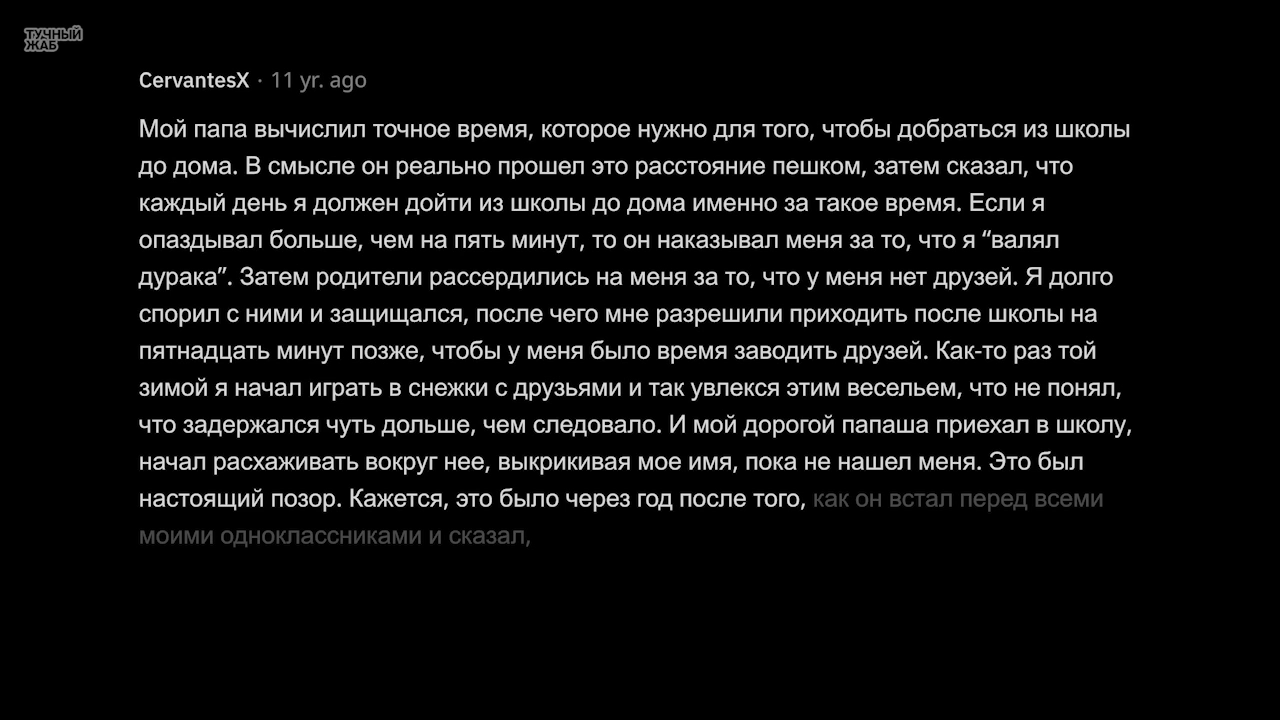 ТУЧНЫЙ
ЖАБ
CervantesX · 11 yr. ago
Мой папа вычислил точное время, которое нужно для того, чтобы добраться из школы
до дома. В смысле он реально прошел это расстояние пешком, затем сказал, что
каждый день я должен дойти из школы до дома именно за такое время. Если я
опаздывал больше, чем на пять минут, то он наказывал меня за то, что я “валял
дурака”. Затем родители рассердились на меня за то, что у меня нет друзей. Я долго
спорил с ними и защищался, после чего мне разрешили приходить после школы на
пятнадцать минут позже, чтобы у меня было время заводить друзей. Как-то раз той
зимой я начал играть в снежки с друзьями и так увлекся этим весельем, что не понял,
что задержался чуть дольше, чем следовало. И мой дорогой папаша приехал в школу,
начал расхаживать вокруг нее, выкрикивая мое имя, пока не нашел меня. Это был
настоящий позор. Кажется, это было через год после того, как он встал перед всеми
моими одноклассниками и сказал,